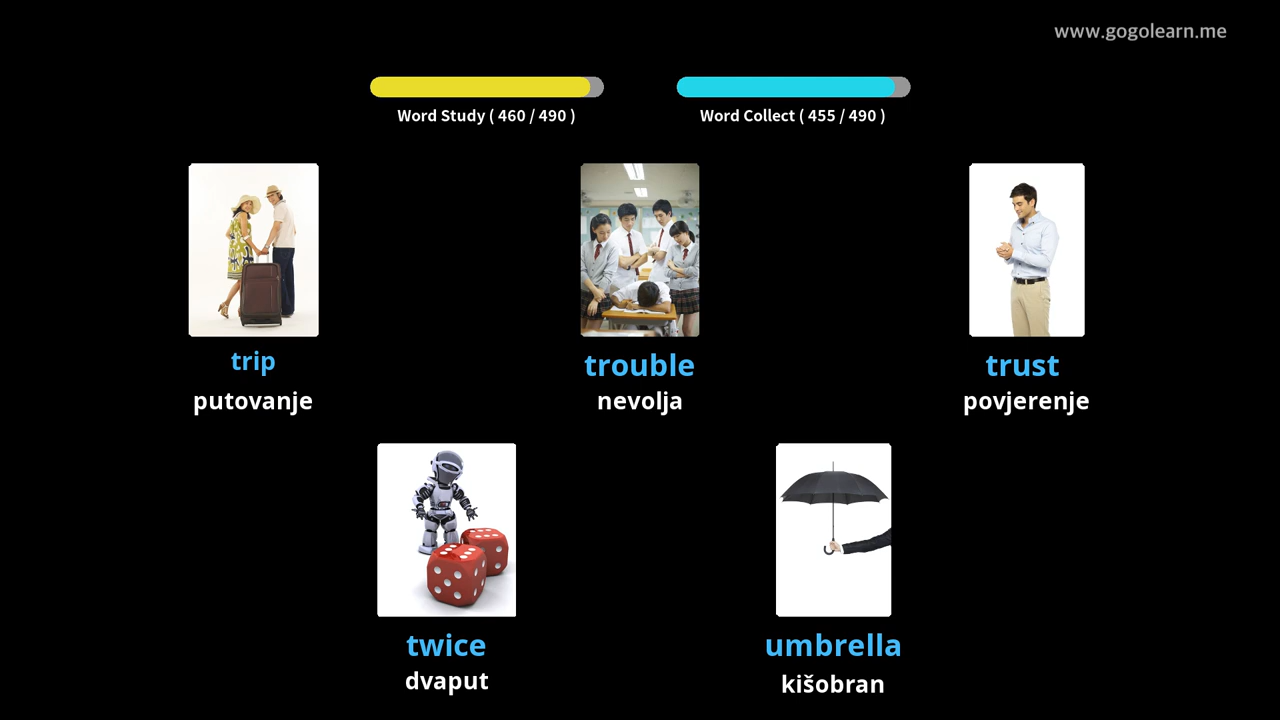 www.gogolearn.me
Word Study ( 460 / 490 )
Word Collect ( 455 / 490 )
trip
putovanje
trouble
nevolja
trust
povjerenje
twice
dvaput
umbrella
kišobran